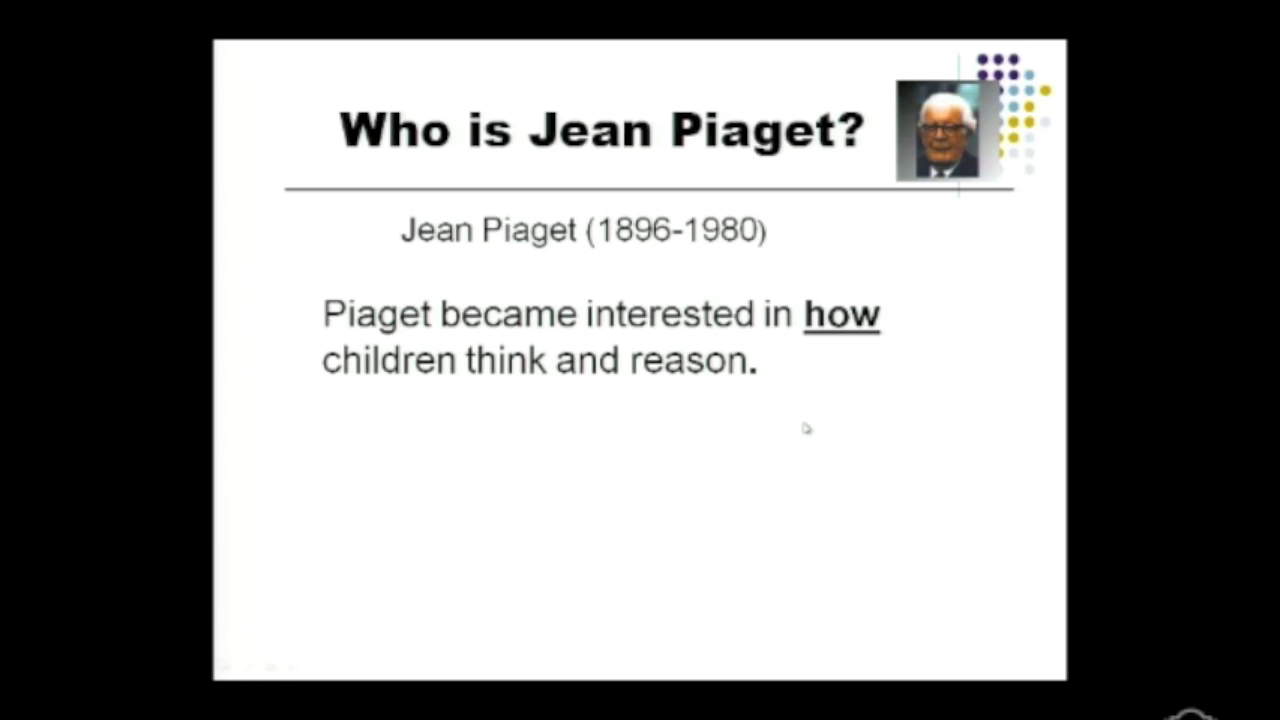 Who is Jean Piaget?
Jean Piaget (1896-1980)
Piaget became interested in how
children think and reason.